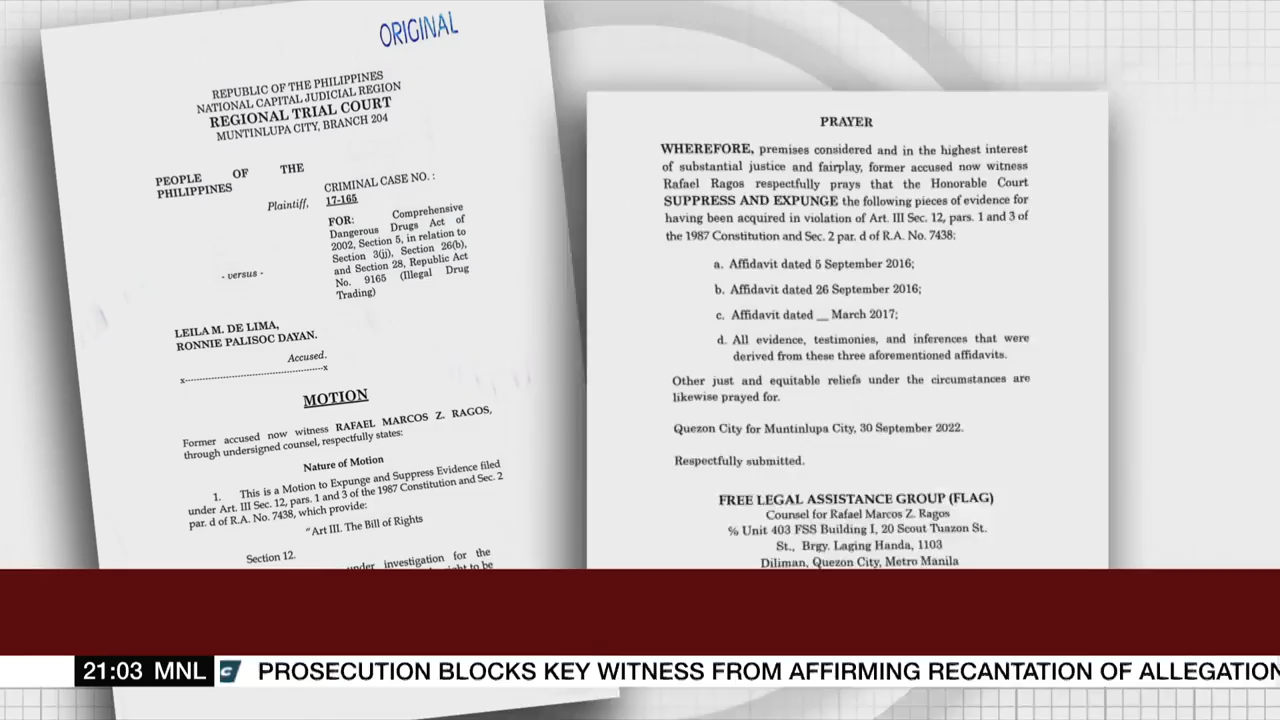 ORIGINAL
REPUBLIC OF THE PHILIPPINES
NATIONAL CAPITAL JUDICIAL REGION
REGIONAL TRIAL COURT
MUNTINLUPA CITY, BRANCH 204
PEOPLE OF THE
PHILIPPINES
Plaintiff,
- versus -
CRIMINAL CASE NO. :
17-165
FOR: Comprehensive
Dangerous Drugs Act of
2002, Section 5, in relation to
Section 3(jj), Section 26(b),
and Section 28, Republic Act
No. 9165 (Illegal Drug
Trading)
LEILA M. DE LIMA,
RONNIE PALISOC DAYAN.
Accused.
x-----------------------------------x
MOTION
Former accused now witness RAFAEL MARCOS Z. RAGOS,
through undersigned counsel, respectfully states:
Nature of Motion
1. This is a Motion to Expunge and Suppress Evidence filed
under Art. III Sec. 12, pars. 1 and 3 of the 1987 Constitution and Sec. 2
par. d of R.A. No. 7438, which provide:
"Art III. The Bill of Rights
Section 12.
under investigation for the
right to be
PRAYER
WHEREFORE, premises considered and in the highest interest
of substantial justice and fairplay, former accused now witness
Rafael Ragos respectfully prays that the Honorable Court
SUPPRESS AND EXPUNGE the following pieces of evidence for
having been acquired in violation of Art. III Sec. 12, pars. 1 and 3 of
the 1987 Constitution and Sec. 2 par. d of R.A. No. 7438:
a. Affidavit dated 5 September 2016;
b. Affidavit dated 26 September 2016;
c. Affidavit dated __ March 2017;
d. All evidence, testimonies, and inferences that were
derived from these three aforementioned affidavits.
Other just and equitable reliefs under the circumstances are
likewise prayed for.
Quezon City for Muntinlupa City, 30 September 2022.
Respectfully submitted.
FREE LEGAL ASSISTANCE GROUP (FLAG)
Counsel for Rafael Marcos Z. Ragos
℅ Unit 403 FSS Building I, 20 Scout Tuazon St.
St., Brgy. Laging Handa, 1103
Diliman, Quezon City, Metro Manila
21:03 MNL PROSECUTION BLOCKS KEY WITNESS FROM AFFIRMING RECANTATION OF ALLEGATION